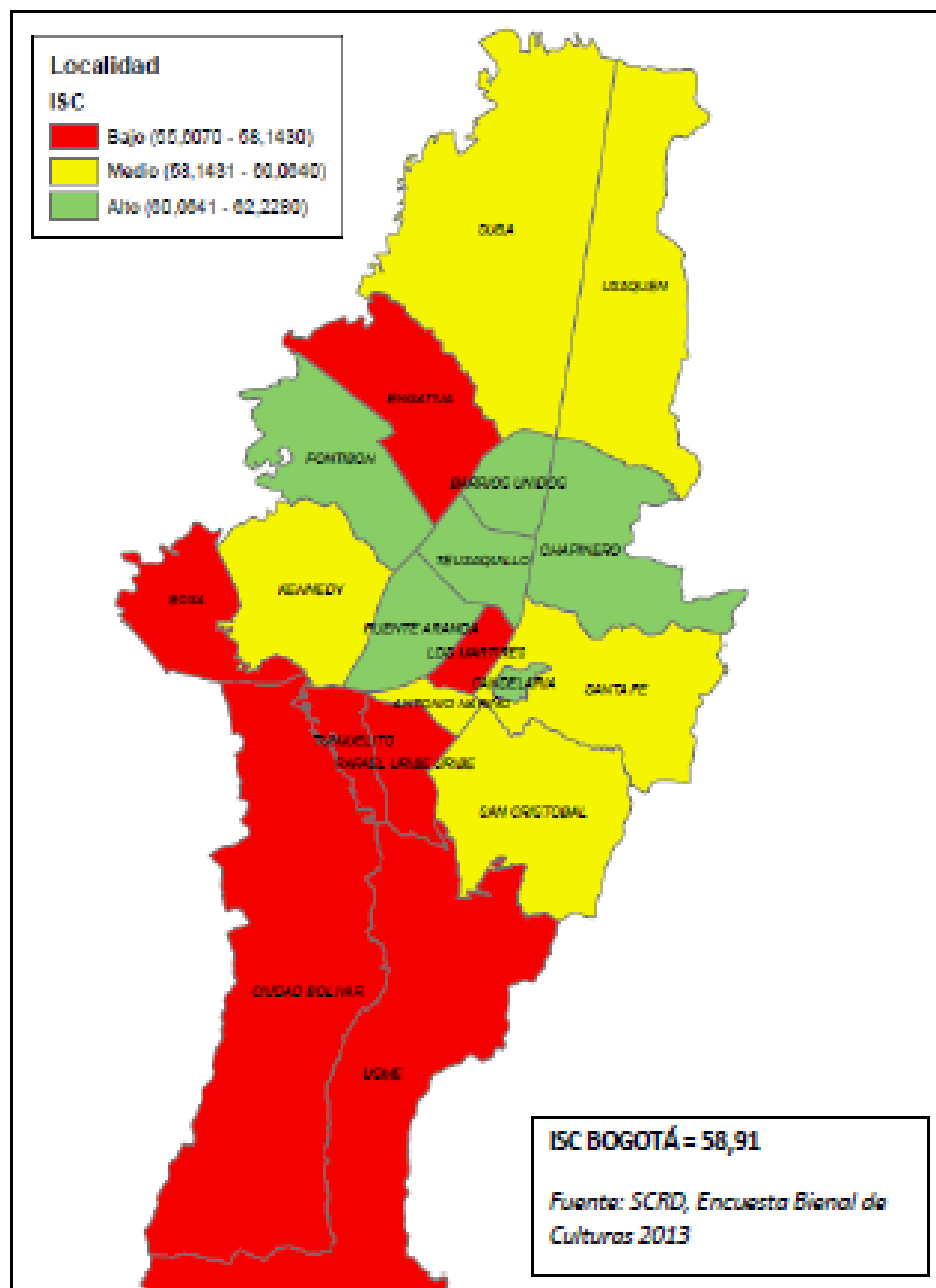 Localidad
ISC
Bajo (55,6070 - 58,1430)
Medio (58,1431 - 60,0640)
Alto (60,0641 - 62,2280)
SUBA
USAQUEN
ENGATIVA
FONTIBON
BARRIOS UNIDOS
TEUSAQUILLO
CHAPINERO
BOSA
KENNEDY
PUENTE ARANDA
LOS MARTIRES
CANDELARIA
SANTA FE
ANTONIO NARIÑO
TUNJUELITO
RAFAEL URIBE URIBE
SAN CRISTOBAL
CIUDAD BOLIVAR
USME
ISC BOGOTÁ = 58,91
Fuente: SCRD, Encuesta Bienal de
Culturas 2013